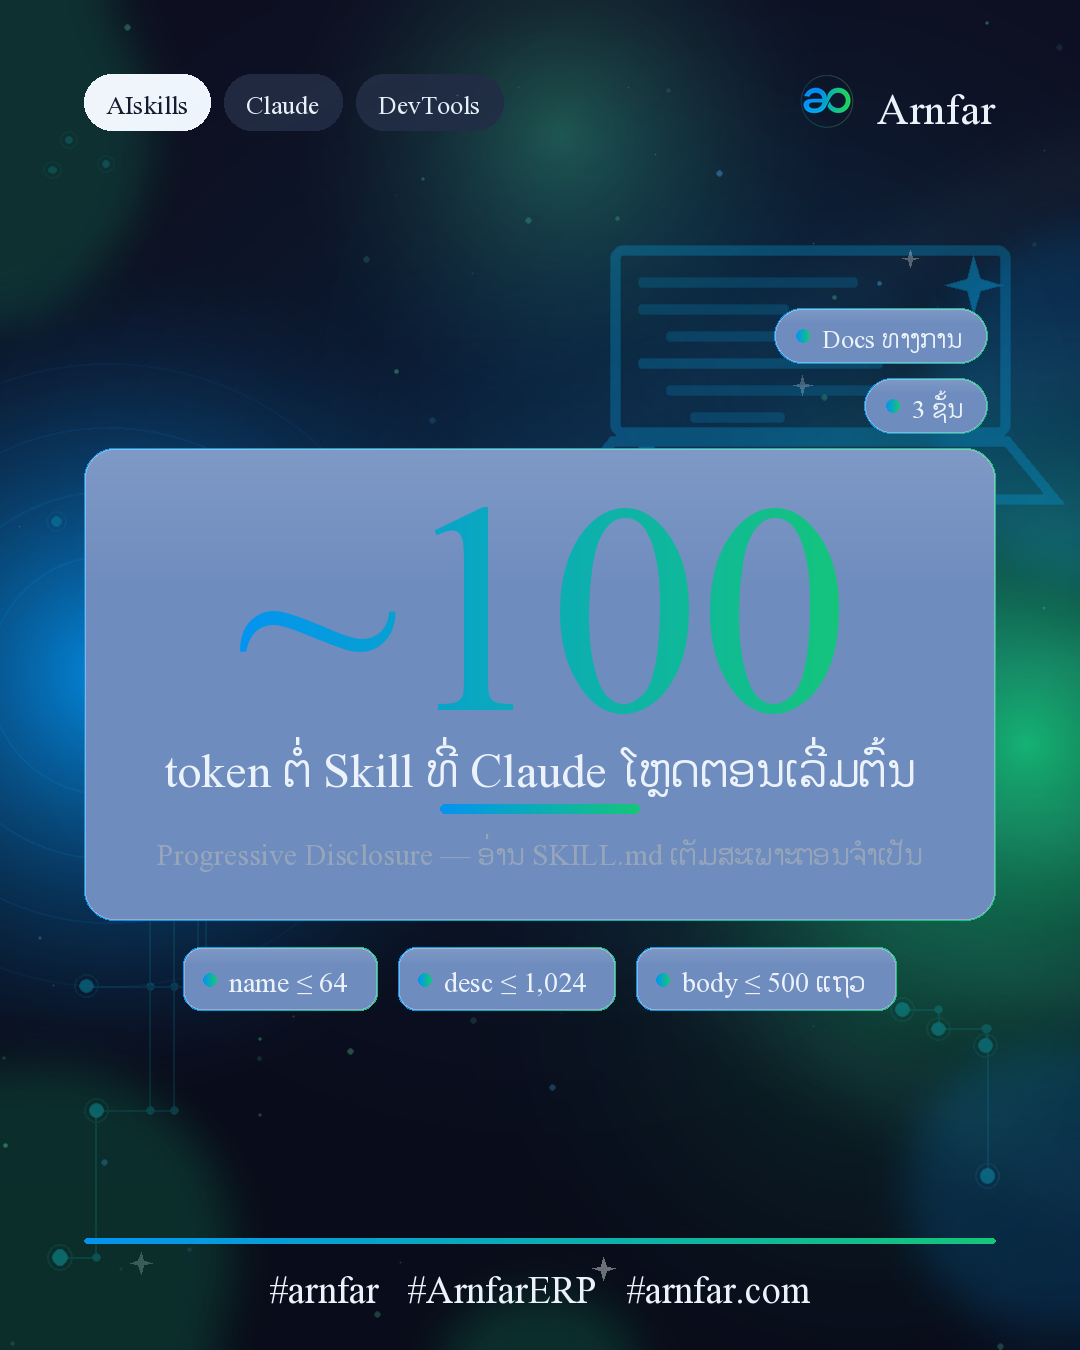 AIskills Claude DevTools
Arnfar
Docs ທາງການ
3 ຊັ້ນ
~100
token ຕໍ່ Skill ທີ່ Claude ໂຫຼດຕອນເລີ່ມຕົ້ນ
Progressive Disclosure — ອ່ານ SKILL.md ເຕັມສະເພາະຕອນຈຳເປັນ
name ≤ 64
desc ≤ 1,024
body ≤ 500 ແຖວ
#arnfar #ArnfarERP #arnfar.com